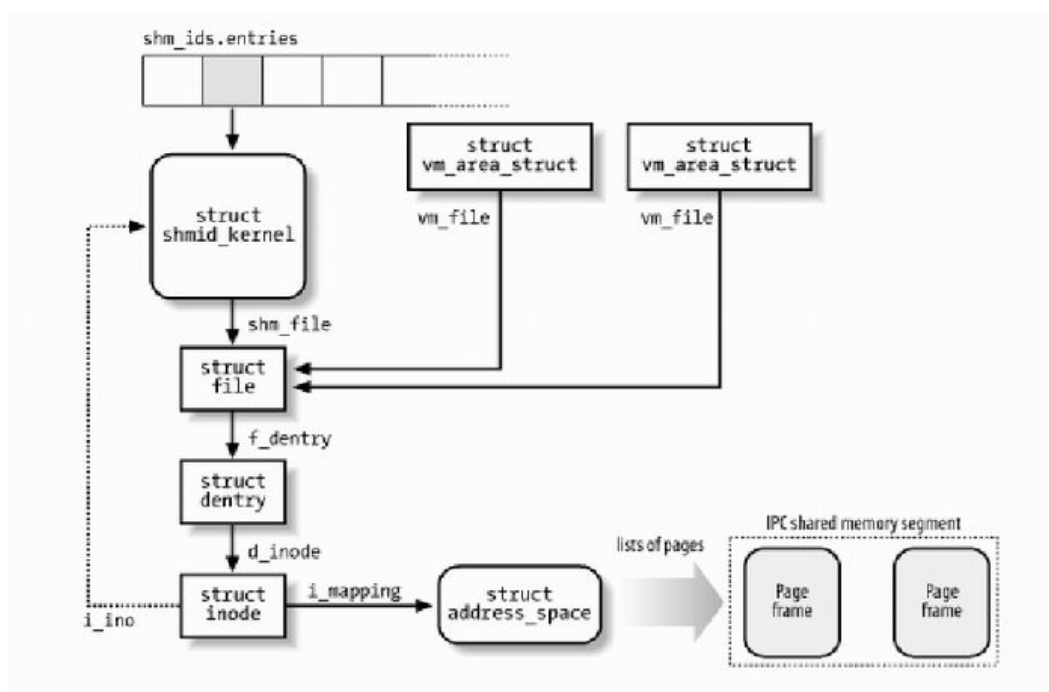 shm_ids.entries
struct
vm_area_struct
struct
vm_area_struct
struct
shmid_kernel
vm_file
vm_file
shm_file
struct
file
f_dentry
struct
dentry
d_inode
struct
inode
i_mapping
i_ino
struct
address_space
lists of pages
IPC shared memory segment
Page
frame
Page
frame